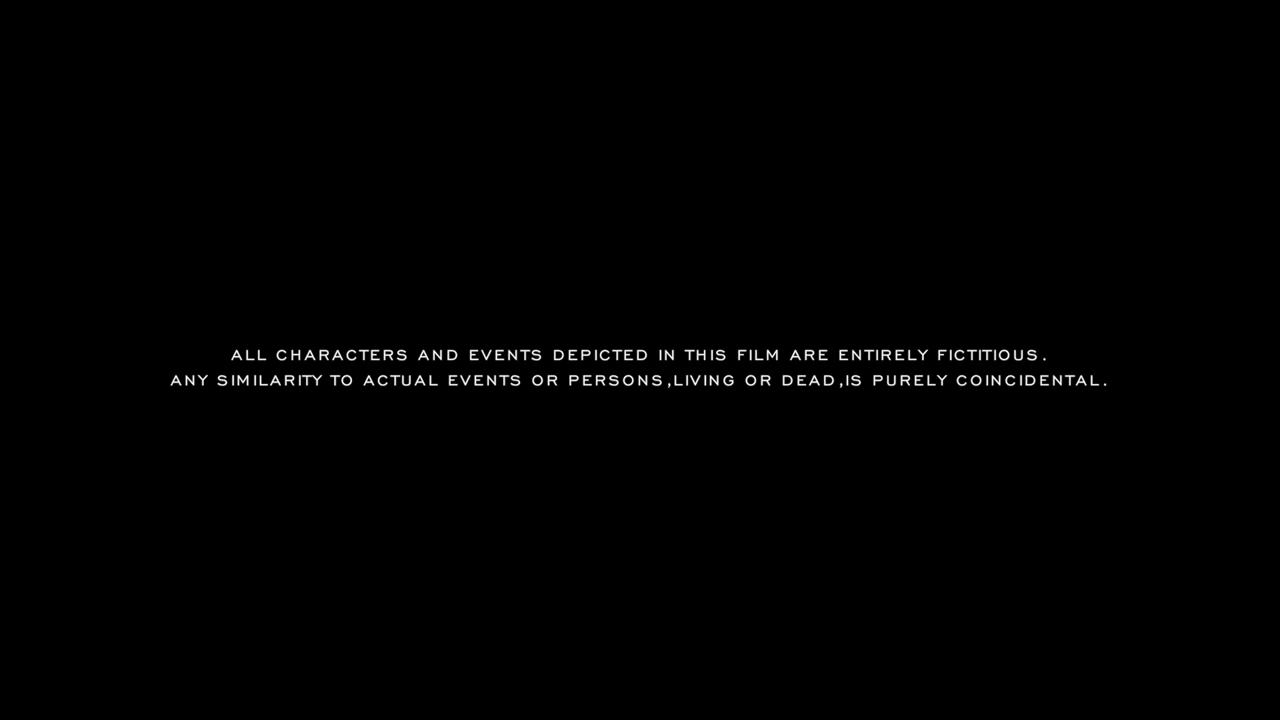 ALL CHARACTERS AND EVENTS DEPICTED IN THIS FILM ARE ENTIRELY FICTITIOUS.
ANY SIMILARITY TO ACTUAL EVENTS OR PERSONS,LIVING OR DEAD,IS PURELY COINCIDENTAL.